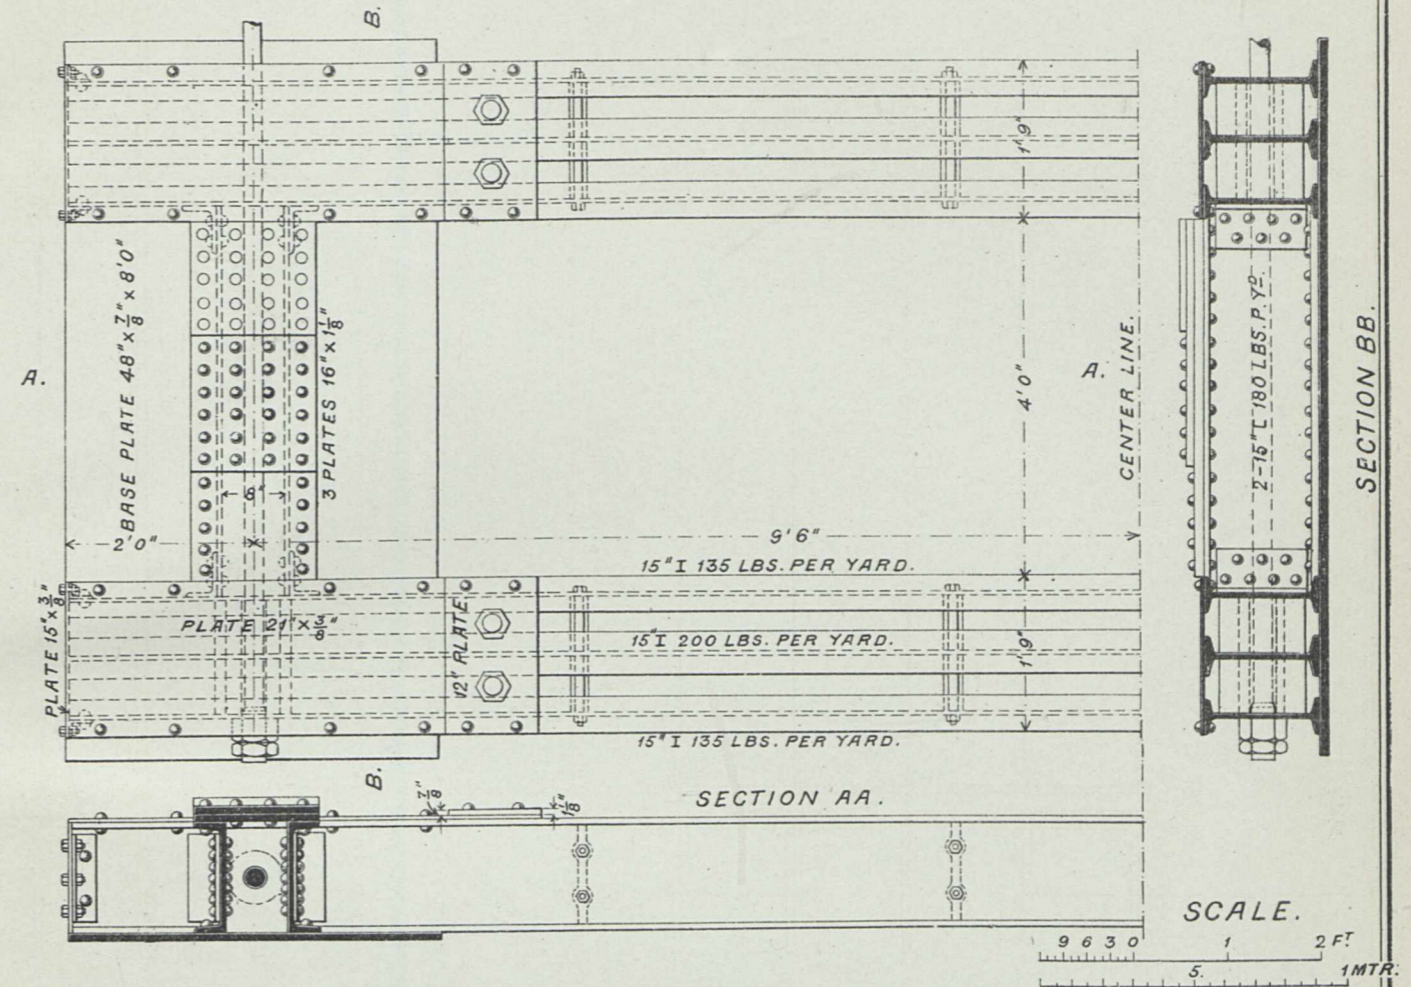 B.
1'9"
BASE PLATE 48" x 7/8" x 8'0"
3 PLATES 16" x 1 1/8"
A.
A.
4'0"
CENTER LINE.
2-15"[ 180 LBS. P. YD.
SECTION BB.
8"
2'0"
9'6"
15" I 135 LBS. PER YARD.
PLATE 15" x 3/8"
PLATE 21" x 3/8"
12" PLATE
15" I 200 LBS. PER YARD.
1'9"
15" I 135 LBS. PER YARD.
B.
7/8"
SECTION AA.
SCALE.
9 6 3 0 1 2 FT.
5. 1 MTR.